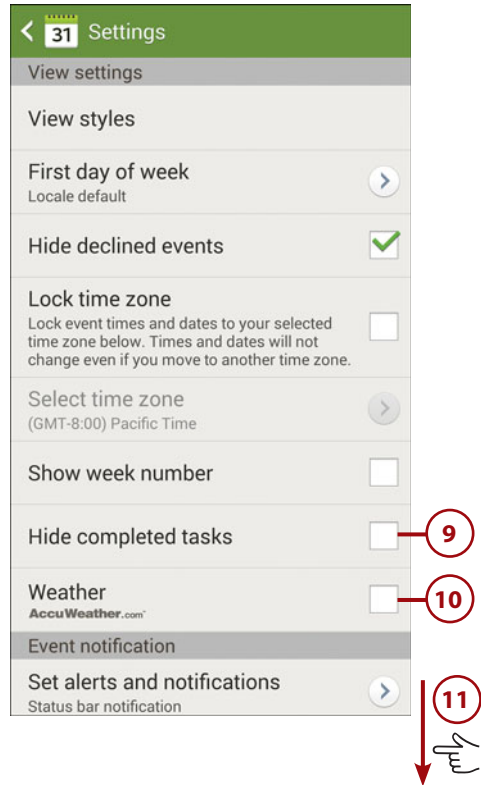 31 Settings
View settings
View styles
First day of week
Locale default
Hide declined events
Lock time zone
Lock event times and dates to your selected
time zone below. Times and dates will not
change even if you move to another time zone.
Select time zone
(GMT-8:00) Pacific Time
Show week number
Hide completed tasks
9
Weather
AccuWeather.com
10
Event notification
Set alerts and notifications
Status bar notification
11